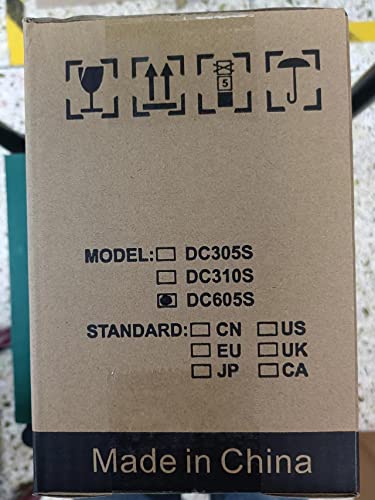 5
MODEL: DC305S
DC310S
DC605S
STANDARD: CN US
EU UK
JP CA
Made in China